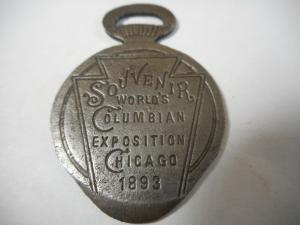 SOUVENIR
WORLD'S
COLUMBIAN
EXPOSITION
CHICAGO
1893